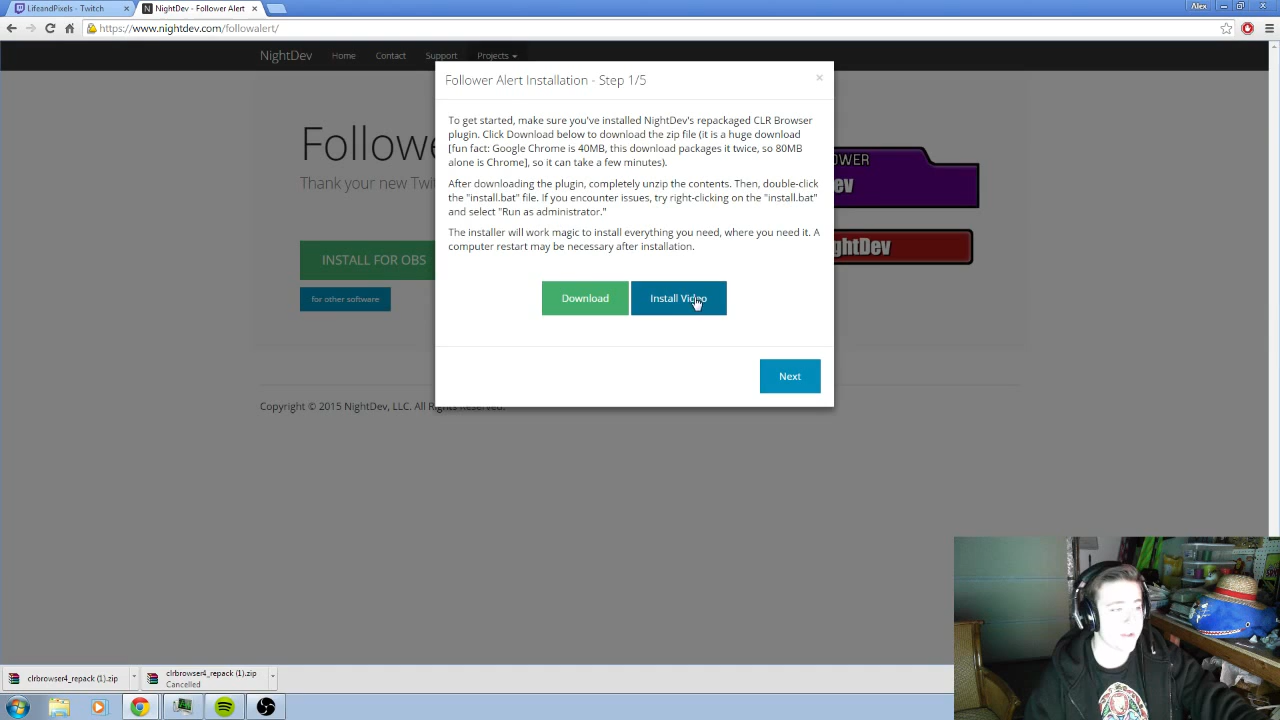 LifeandPixels - Twitch
NightDev - Follower Alert
Alex
https://www.nightdev.com/followalert/
NightDev
Home
Contact
Support
Projects
Follower Alert Installation - Step 1/5
To get started, make sure you've installed NightDev's repackaged CLR Browser
plugin. Click Download below to download the zip file (it is a huge download
[fun fact: Google Chrome is 40MB, this download packages it twice, so 80MB
alone is Chrome], so it can take a few minutes).
After downloading the plugin, completely unzip the contents. Then, double-click
the "install.bat" file. If you encounter issues, try right-clicking on the "install.bat"
and select "Run as administrator."
The installer will work magic to install everything you need, where you need it. A
computer restart may be necessary after installation.
Download
Install Video
Next
Followe
Thank your new Twi
INSTALL FOR OBS
for other software
OWER
ev
ghtDev
Copyright © 2015 NightDev, LLC. All Rights Reserved.
clrbrowser4_repack (1).zip
clrbrowser4_repack (1).zip
Cancelled